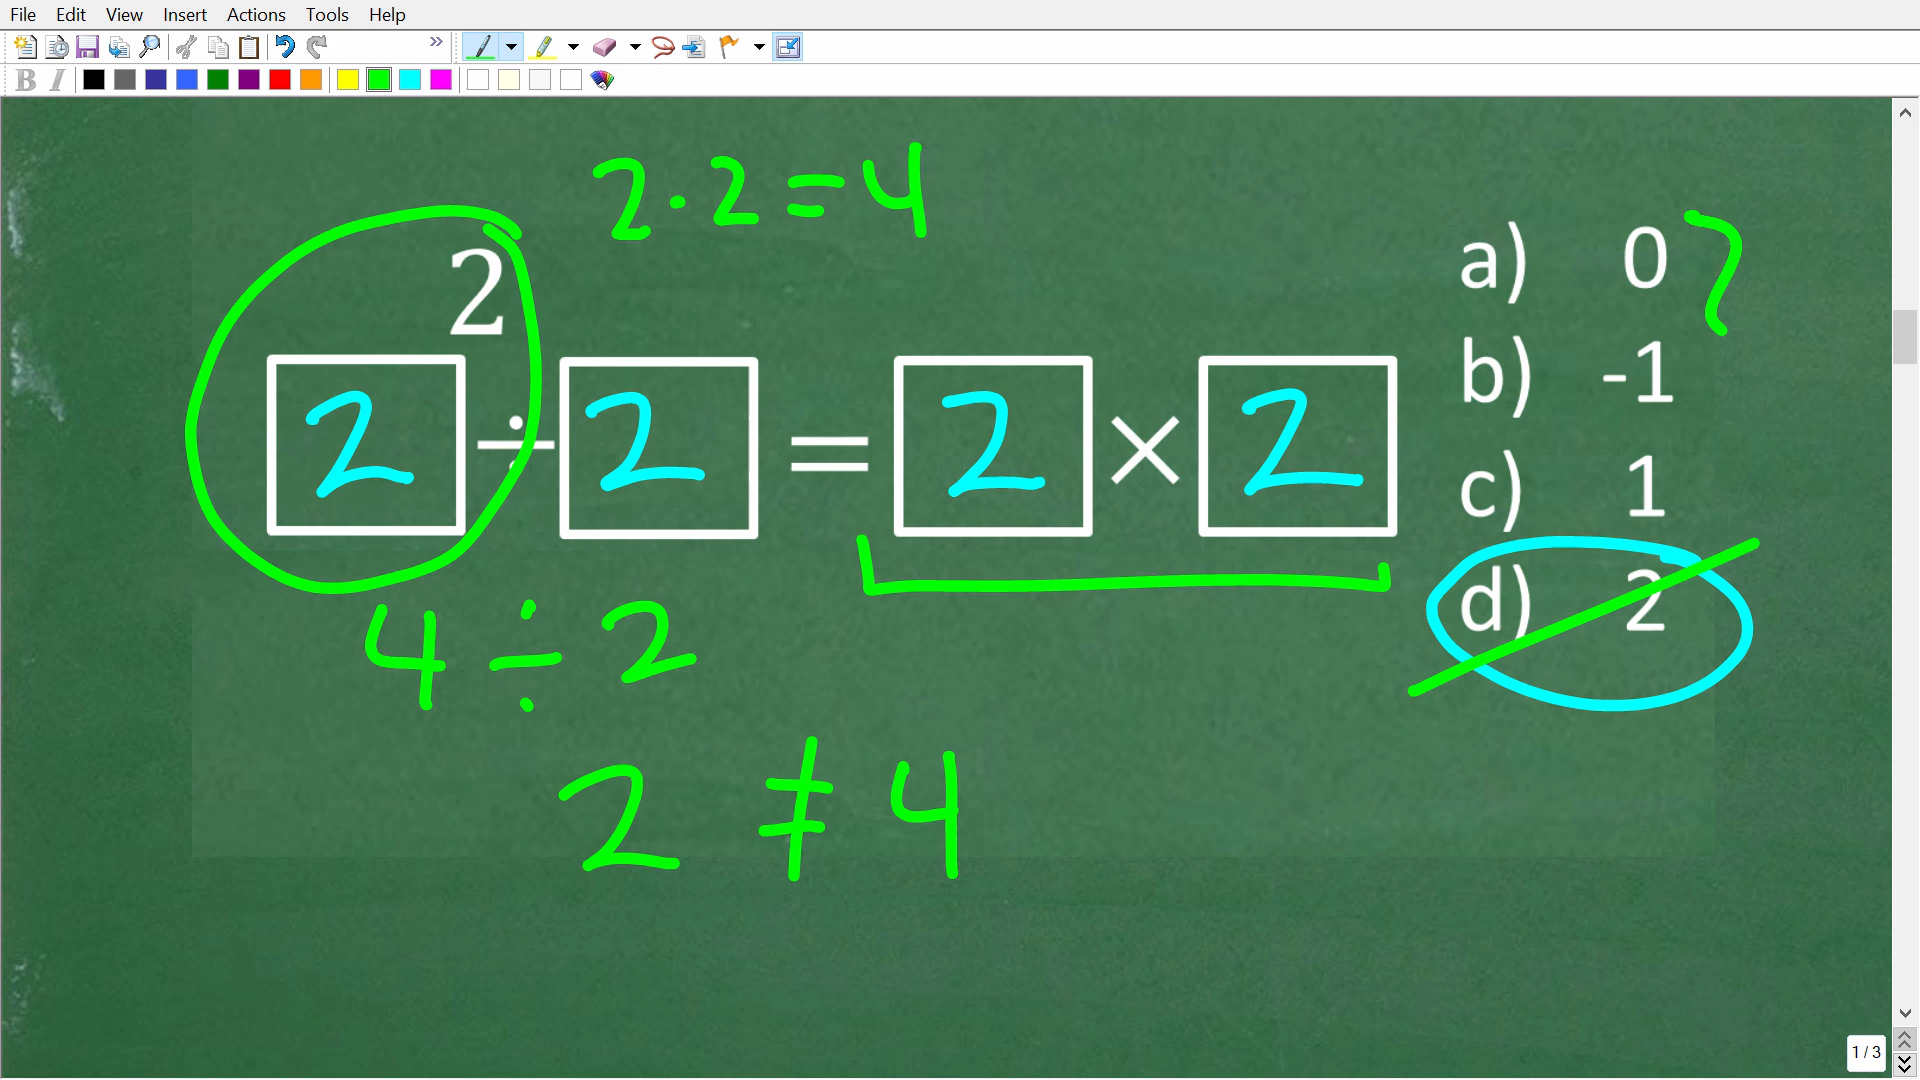 File Edit View Insert Actions Tools Help
B I
2·2=4
2
2 ÷ 2 = 2 × 2
a) 0
b) -1
c) 1
d) 2
4 ÷ 2
2 ≠ 4
1 / 3